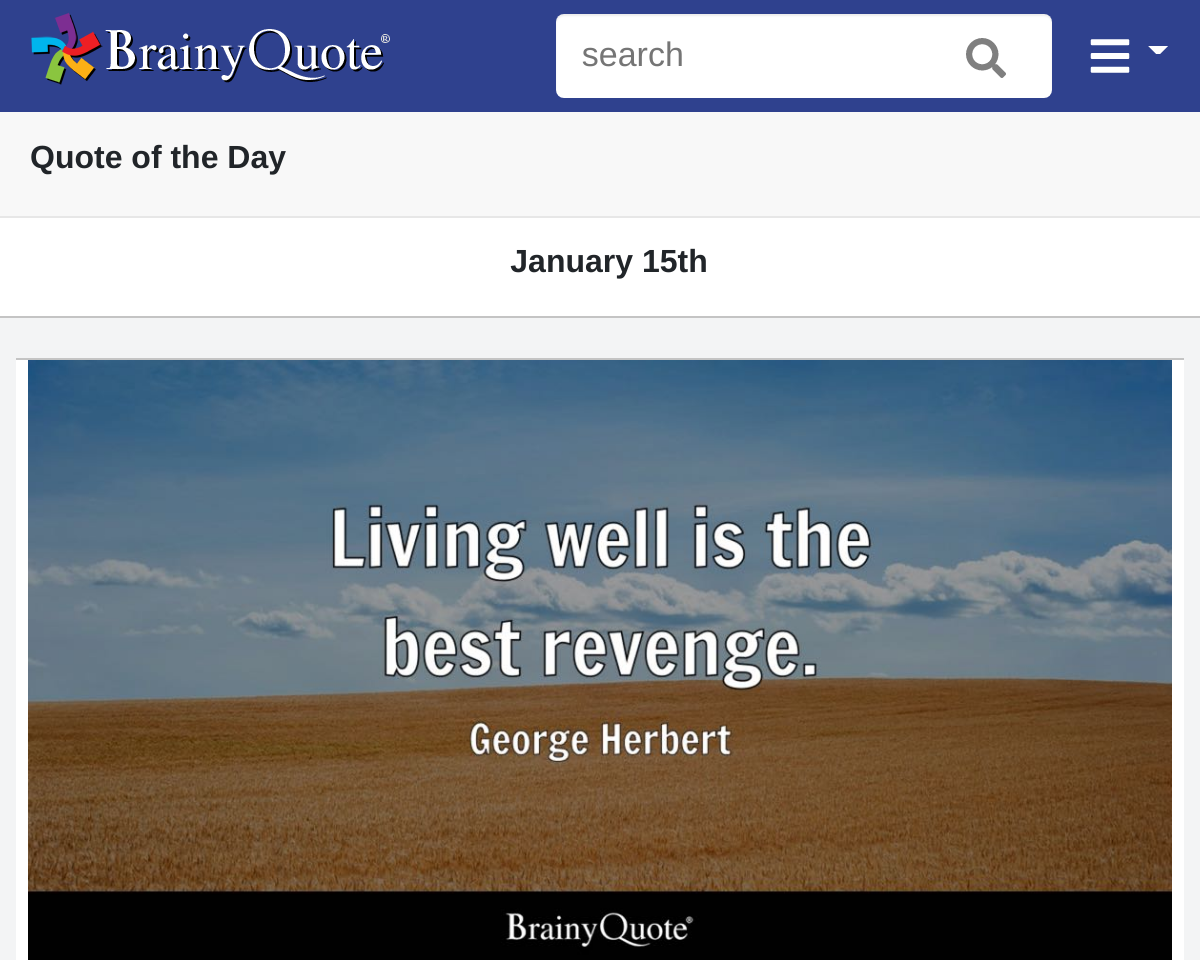 BrainyQuote®
search
Quote of the Day
January 15th
Living well is the
best revenge.
George Herbert
BrainyQuote®